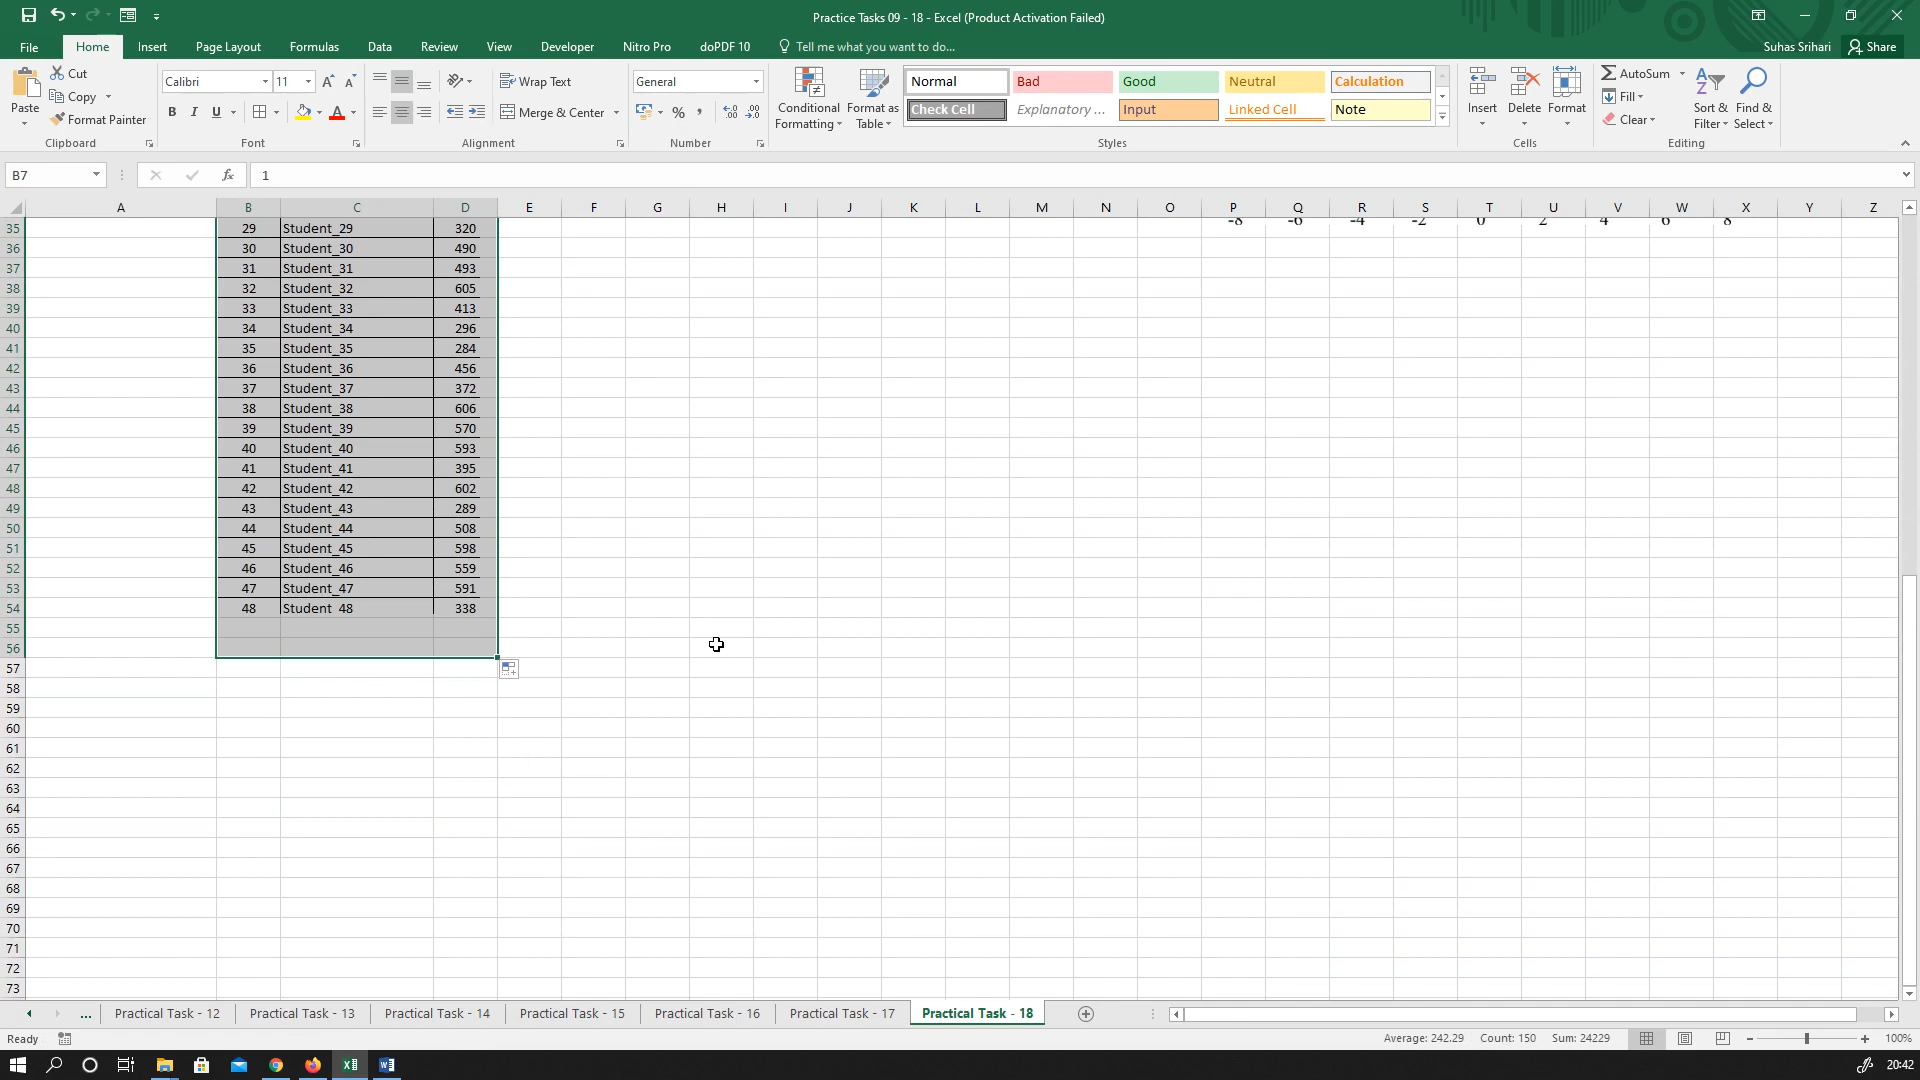 Practice Tasks 09 - 18 - Excel (Product Activation Failed)
File Home Insert Page Layout Formulas Data Review View Developer Nitro Pro doPDF 10 Tell me what you want to do... Suhas Srihari Share
Paste
Cut
Copy
Format Painter
Clipboard
Calibri 11 A A
B I U A
Font
Wrap Text
Merge & Center
Alignment
General
% ,
Number
Conditional Formatting
Format as Table
Normal Bad Good Neutral Calculation
Check Cell Explanatory ... Input Linked Cell Note
Styles
Insert Delete Format
Cells
AutoSum
Fill
Clear
Sort & Filter
Find & Select
Editing
B7 fx 1
A B C D E F G H I J K L M N O P Q R S T U V W X Y Z
35 29 Student_29 320 -8 -6 -4 -2 0 2 4 6 8
36 30 Student_30 490
37 31 Student_31 493
38 32 Student_32 605
39 33 Student_33 413
40 34 Student_34 296
41 35 Student_35 284
42 36 Student_36 456
43 37 Student_37 372
44 38 Student_38 606
45 39 Student_39 570
46 40 Student_40 593
47 41 Student_41 395
48 42 Student_42 602
49 43 Student_43 289
50 44 Student_44 508
51 45 Student_45 598
52 46 Student_46 559
53 47 Student_47 591
54 48 Student 48 338
55
56
57
58
59
60
61
62
63
64
65
66
67
68
69
70
71
72
73
... Practical Task - 12 Practical Task - 13 Practical Task - 14 Practical Task - 15 Practical Task - 16 Practical Task - 17 Practical Task - 18
Ready Average: 242.29 Count: 150 Sum: 24229 100%
20:42